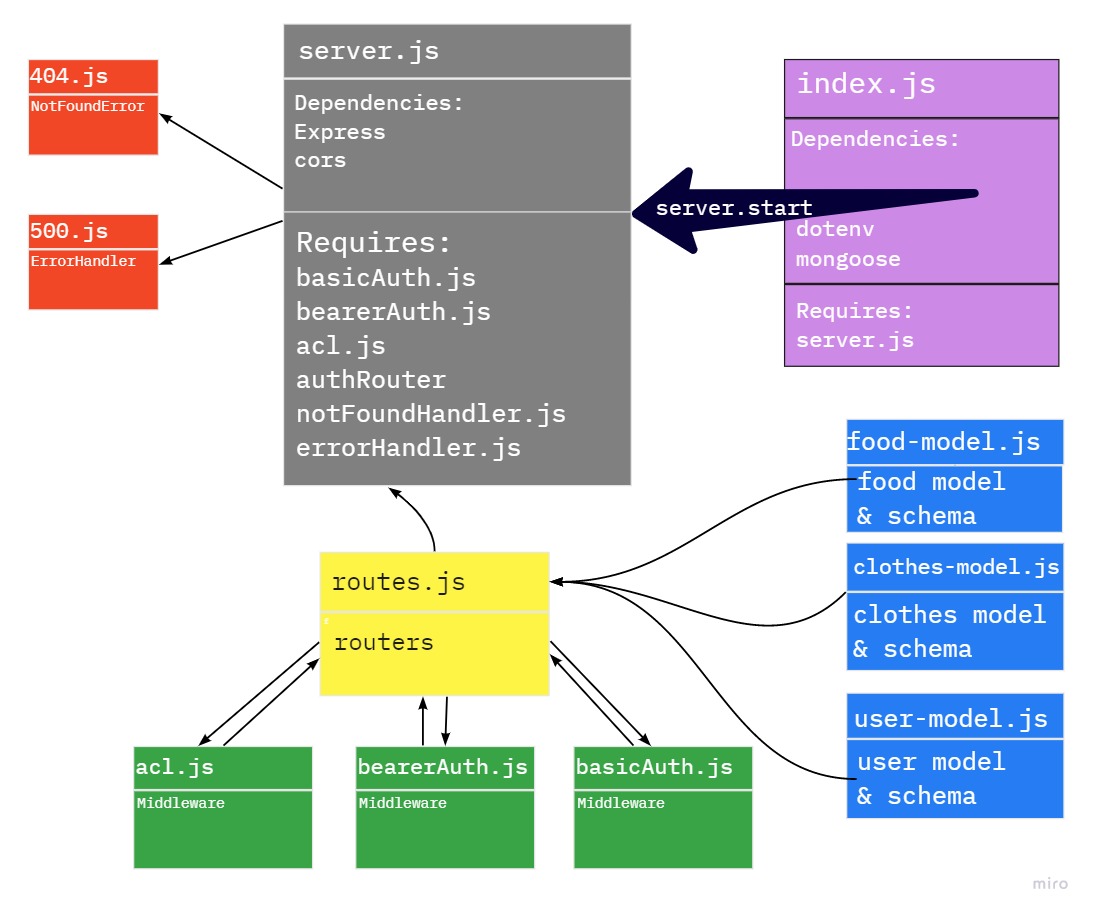 server.js
Dependencies:
Express
cors
Requires:
basicAuth.js
bearerAuth.js
acl.js
authRouter
notFoundHandler.js
errorHandler.js
404.js
NotFoundError
500.js
ErrorHandler
index.js
Dependencies:
server.start
dotenv
mongoose
Requires:
server.js
food-model.js
food model
& schema
clothes-model.js
clothes model
& schema
user-model.js
user model
& schema
routes.js
routers
acl.js
Middleware
bearerAuth.js
Middleware
basicAuth.js
Middleware
miro